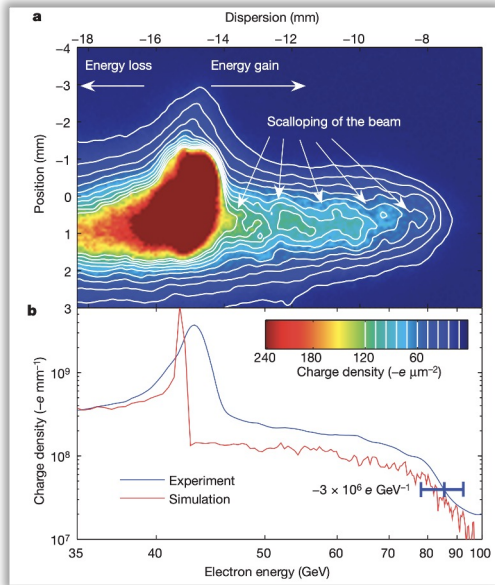 a
Dispersion (mm)
−18 −16 −14 −12 −10 −8
−4
−3
−2
−1
0
1
2
3
Position (mm)
Energy loss
Energy gain
Scalloping of the beam
b
240 180 120 60
Charge density (−e μm⁻²)
10⁹
10⁸
10⁷
Charge density (−e mm⁻¹)
Experiment
Simulation
−3 × 10⁶ e GeV⁻¹
35 40 50 60 70 80 90 100
Electron energy (GeV)